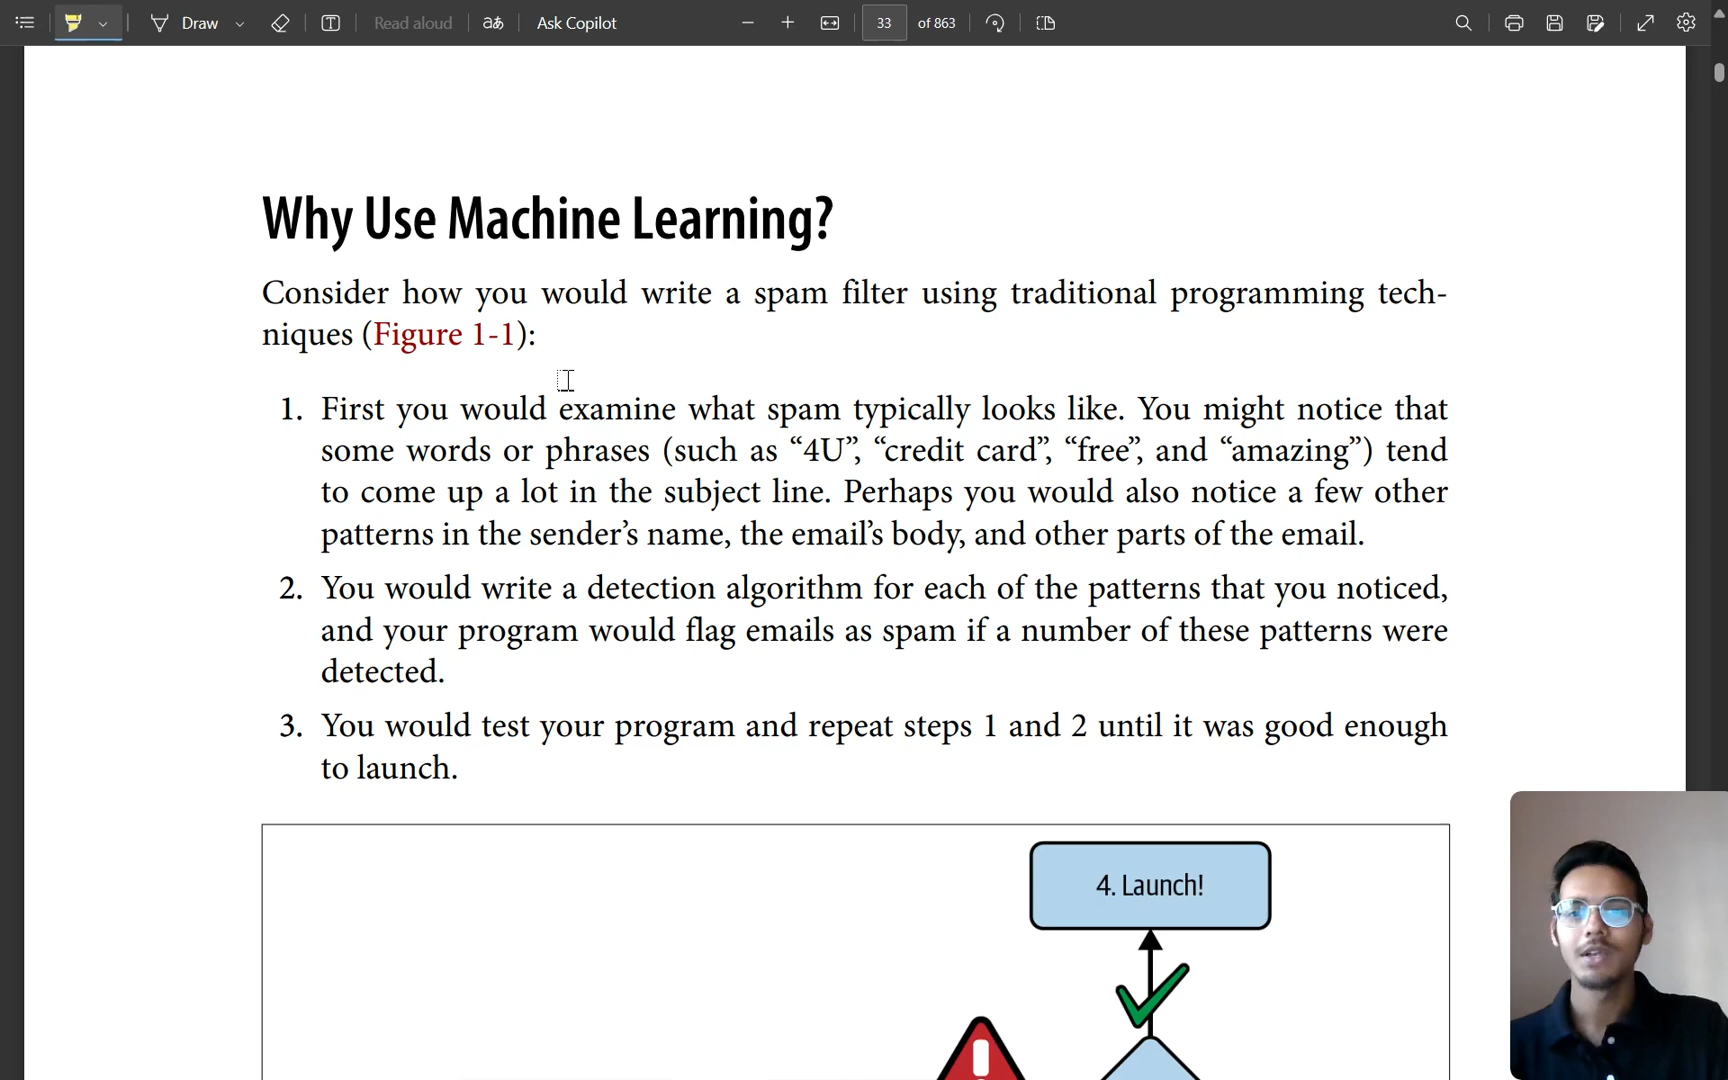 Draw
Read aloud
aあ
Ask Copilot
33
of 863
Why Use Machine Learning?
Consider how you would write a spam filter using traditional programming tech-
niques (Figure 1-1):
1. First you would examine what spam typically looks like. You might notice that
some words or phrases (such as “4U”, “credit card”, “free”, and “amazing”) tend
to come up a lot in the subject line. Perhaps you would also notice a few other
patterns in the sender’s name, the email’s body, and other parts of the email.
2. You would write a detection algorithm for each of the patterns that you noticed,
and your program would flag emails as spam if a number of these patterns were
detected.
3. You would test your program and repeat steps 1 and 2 until it was good enough
to launch.
4. Launch!